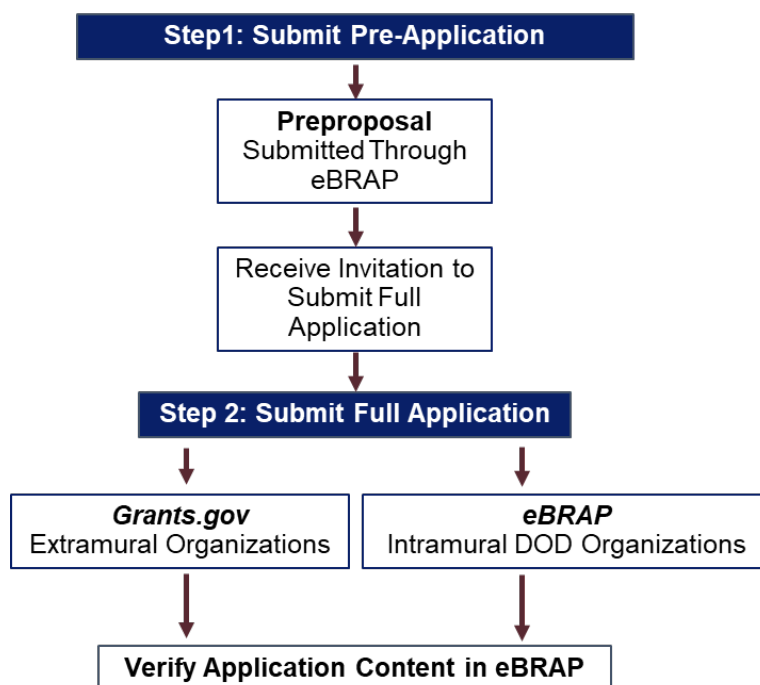 Step1: Submit Pre-Application
Preproposal
Submitted Through
eBRAP
Receive Invitation to
Submit Full
Application
Step 2: Submit Full Application
Grants.gov
Extramural Organizations
eBRAP
Intramural DOD Organizations
Verify Application Content in eBRAP